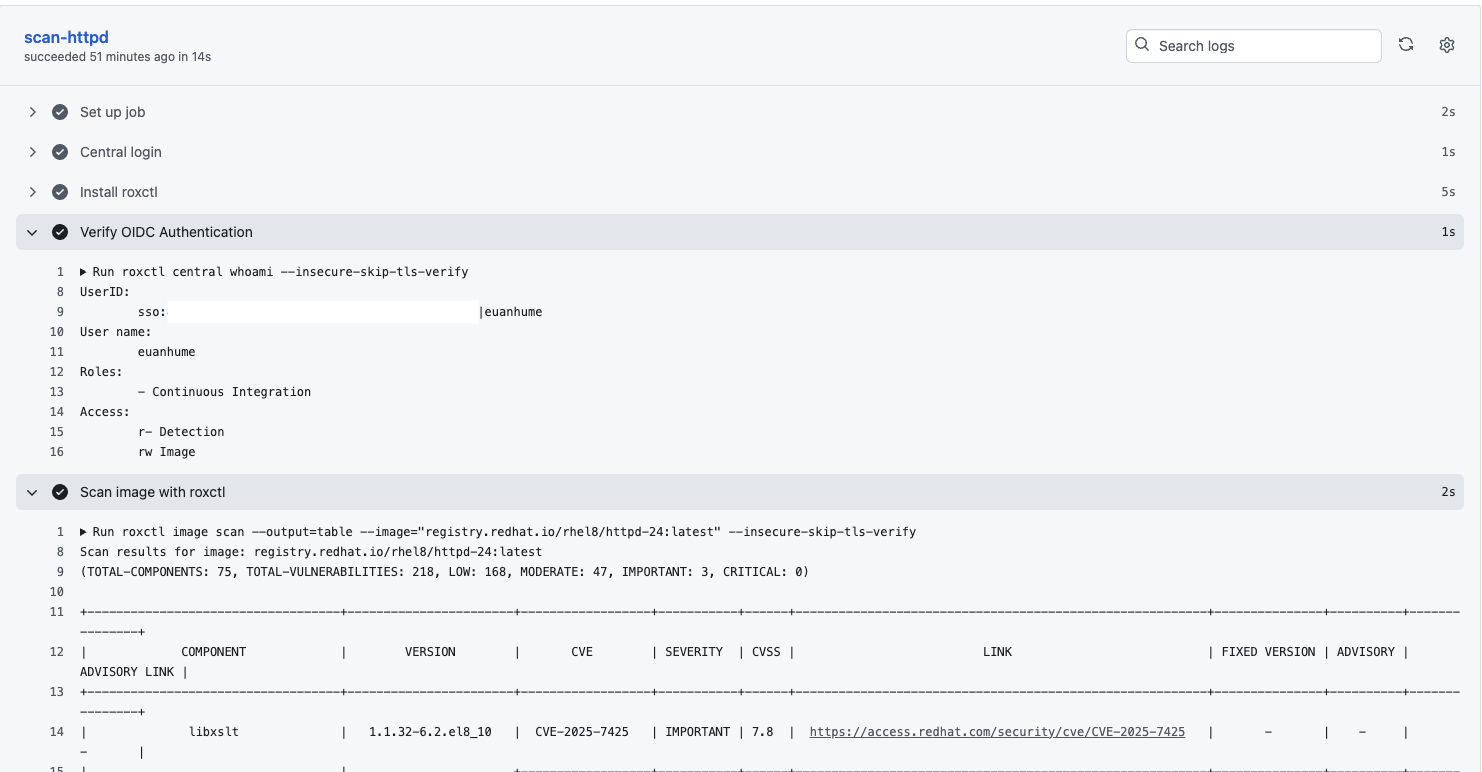 scan-httpd
succeeded 51 minutes ago in 14s
Search logs
Set up job 2s
Central login 1s
Install roxctl 5s
Verify OIDC Authentication 1s
1 Run roxctl central whoami --insecure-skip-tls-verify
8 UserID:
9 sso: |euanhume
10 User name:
11 euanhume
12 Roles:
13 - Continuous Integration
14 Access:
15 r- Detection
16 rw Image
Scan image with roxctl 2s
1 Run roxctl image scan --output=table --image="registry.redhat.io/rhel8/httpd-24:latest" --insecure-skip-tls-verify
8 Scan results for image: registry.redhat.io/rhel8/httpd-24:latest
9 (TOTAL-COMPONENTS: 75, TOTAL-VULNERABILITIES: 218, LOW: 168, MODERATE: 47, IMPORTANT: 3, CRITICAL: 0)
10
11 +-----------------------------------+-----------------------+------------------+-----------+------+---------------------------------------------------------+---------------+----------+-------
--------+
12 | COMPONENT | VERSION | CVE | SEVERITY | CVSS | LINK | FIXED VERSION | ADVISORY |
ADVISORY LINK |
13 +-----------------------------------+-----------------------+------------------+-----------+------+---------------------------------------------------------+---------------+----------+-------
--------+
14 | libxslt | 1.1.32-6.2.el8_10 | CVE-2025-7425 | IMPORTANT | 7.8 | https://access.redhat.com/security/cve/CVE-2025-7425 | - | - |
- |
15